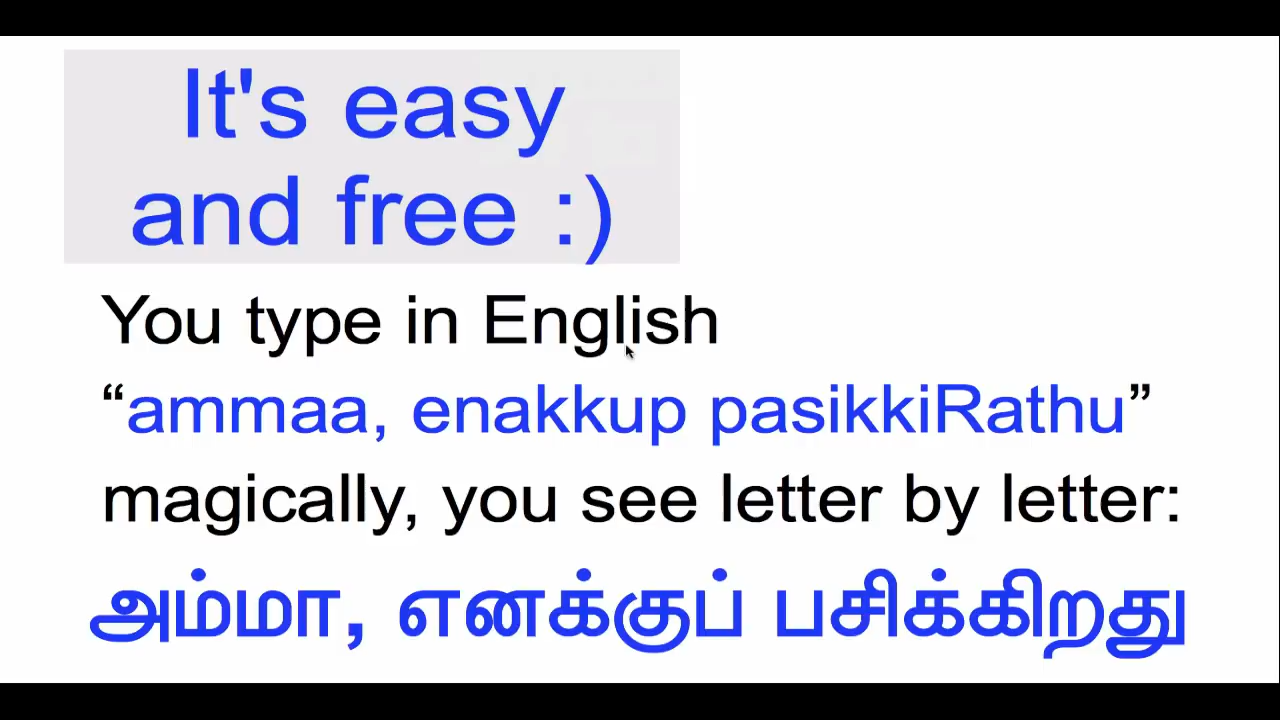 It's easy
and free :)
You type in English
“ammaa, enakkup pasikkiRathu”
magically, you see letter by letter:
அம்மா, எனக்குப் பசிக்கிறது